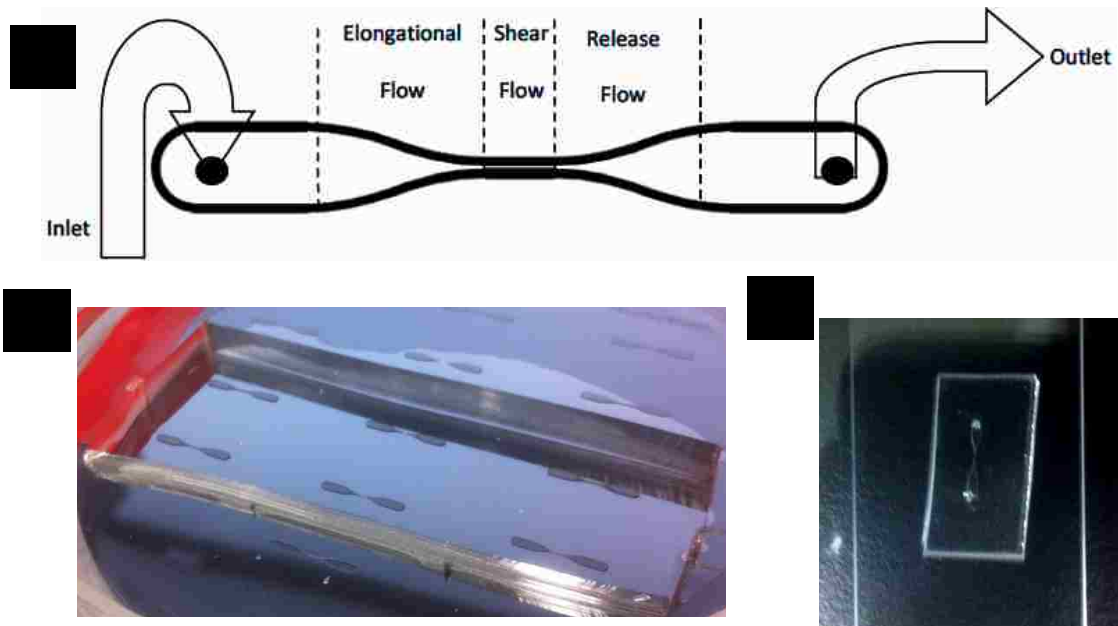 Elongational
Flow
Shear
Flow
Release
Flow
Outlet
Inlet